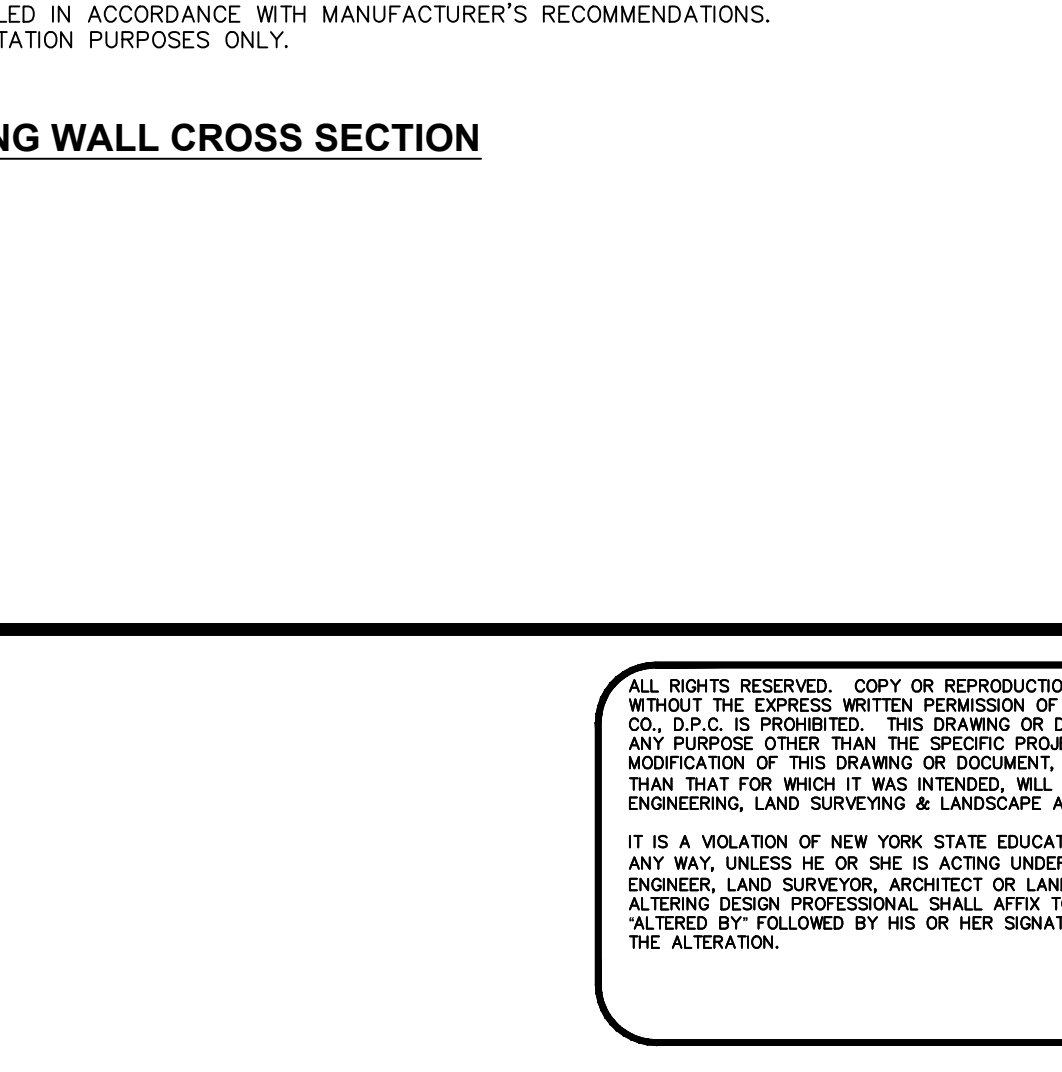 LED IN ACCORDANCE WITH MANUFACTURER'S RECOMMENDATIONS.
TATION PURPOSES ONLY.
NG WALL CROSS SECTION
ALL RIGHTS RESERVED. COPY OR REPRODUCTIO
WITHOUT THE EXPRESS WRITTEN PERMISSION OF
CO., D.P.C. IS PROHIBITED. THIS DRAWING OR D
ANY PURPOSE OTHER THAN THE SPECIFIC PROJE
MODIFICATION OF THIS DRAWING OR DOCUMENT,
THAN THAT FOR WHICH IT WAS INTENDED, WILL
ENGINEERING, LAND SURVEYING & LANDSCAPE A
IT IS A VIOLATION OF NEW YORK STATE EDUCAT
ANY WAY, UNLESS HE OR SHE IS ACTING UNDER
ENGINEER, LAND SURVEYOR, ARCHITECT OR LAN
ALTERING DESIGN PROFESSIONAL SHALL AFFIX TO
"ALTERED BY" FOLLOWED BY HIS OR HER SIGNAT
THE ALTERATION.